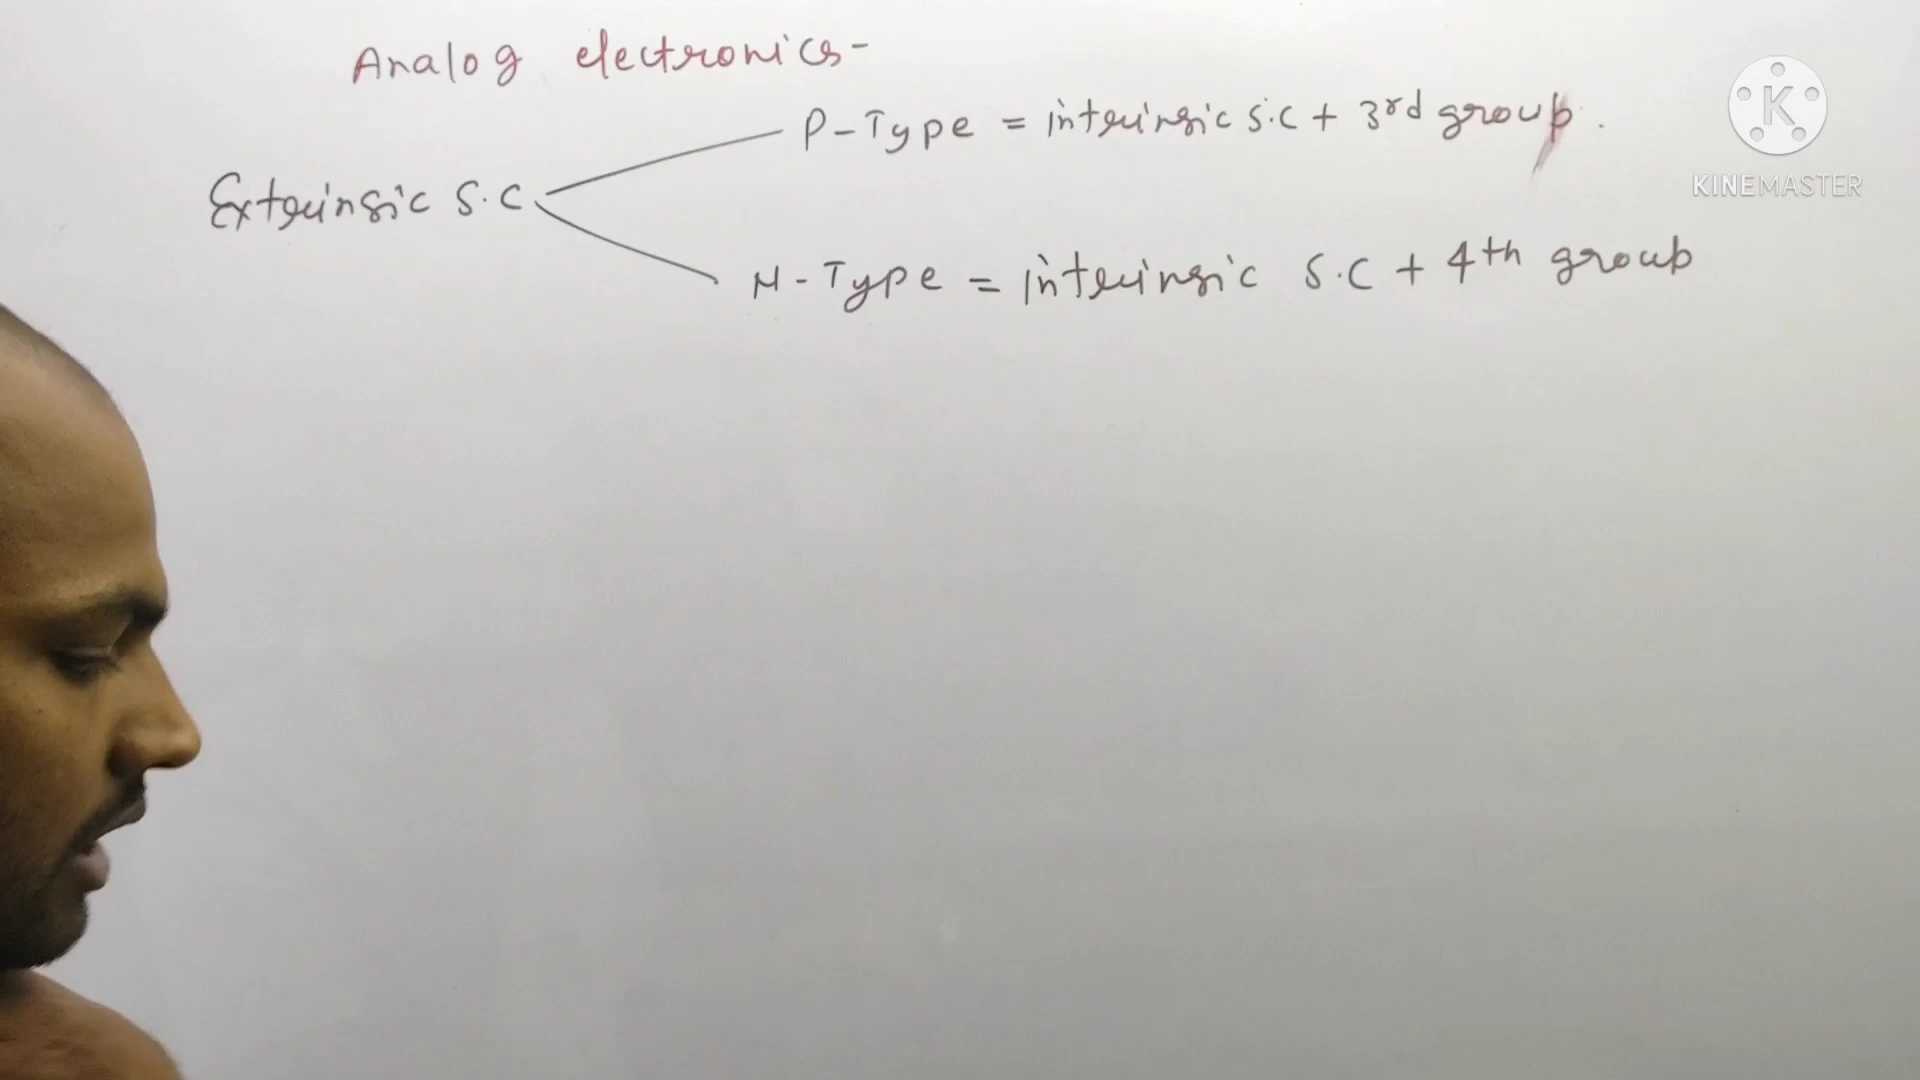 Analog electronics-
P-Type = intrinsic s.c + 3rd group.
Extrinsic S.C
N-Type = intrinsic S.C + 4th group
K
KINEMASTER